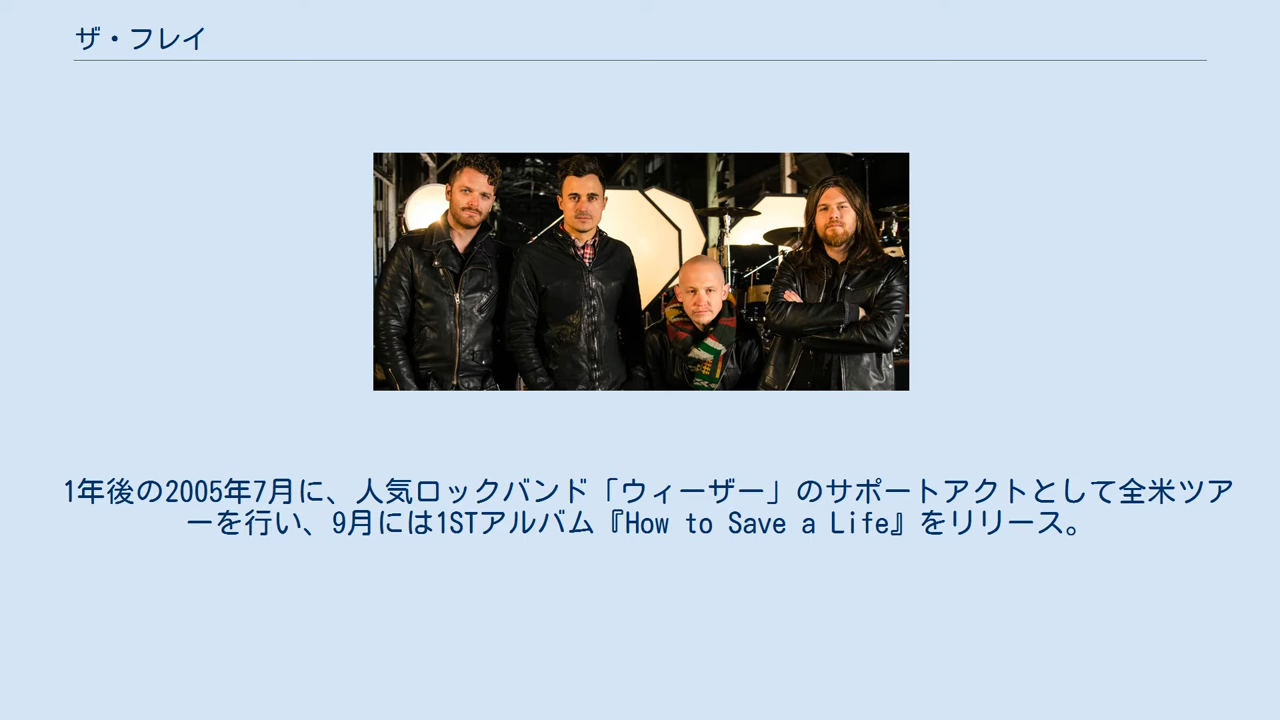 ザ・フレイ
1年後の2005年7月に、人気ロックバンド「ウィーザー」のサポートアクトとして全米ツア
ーを行い、9月には1STアルバム『How to Save a Life』をリリース。